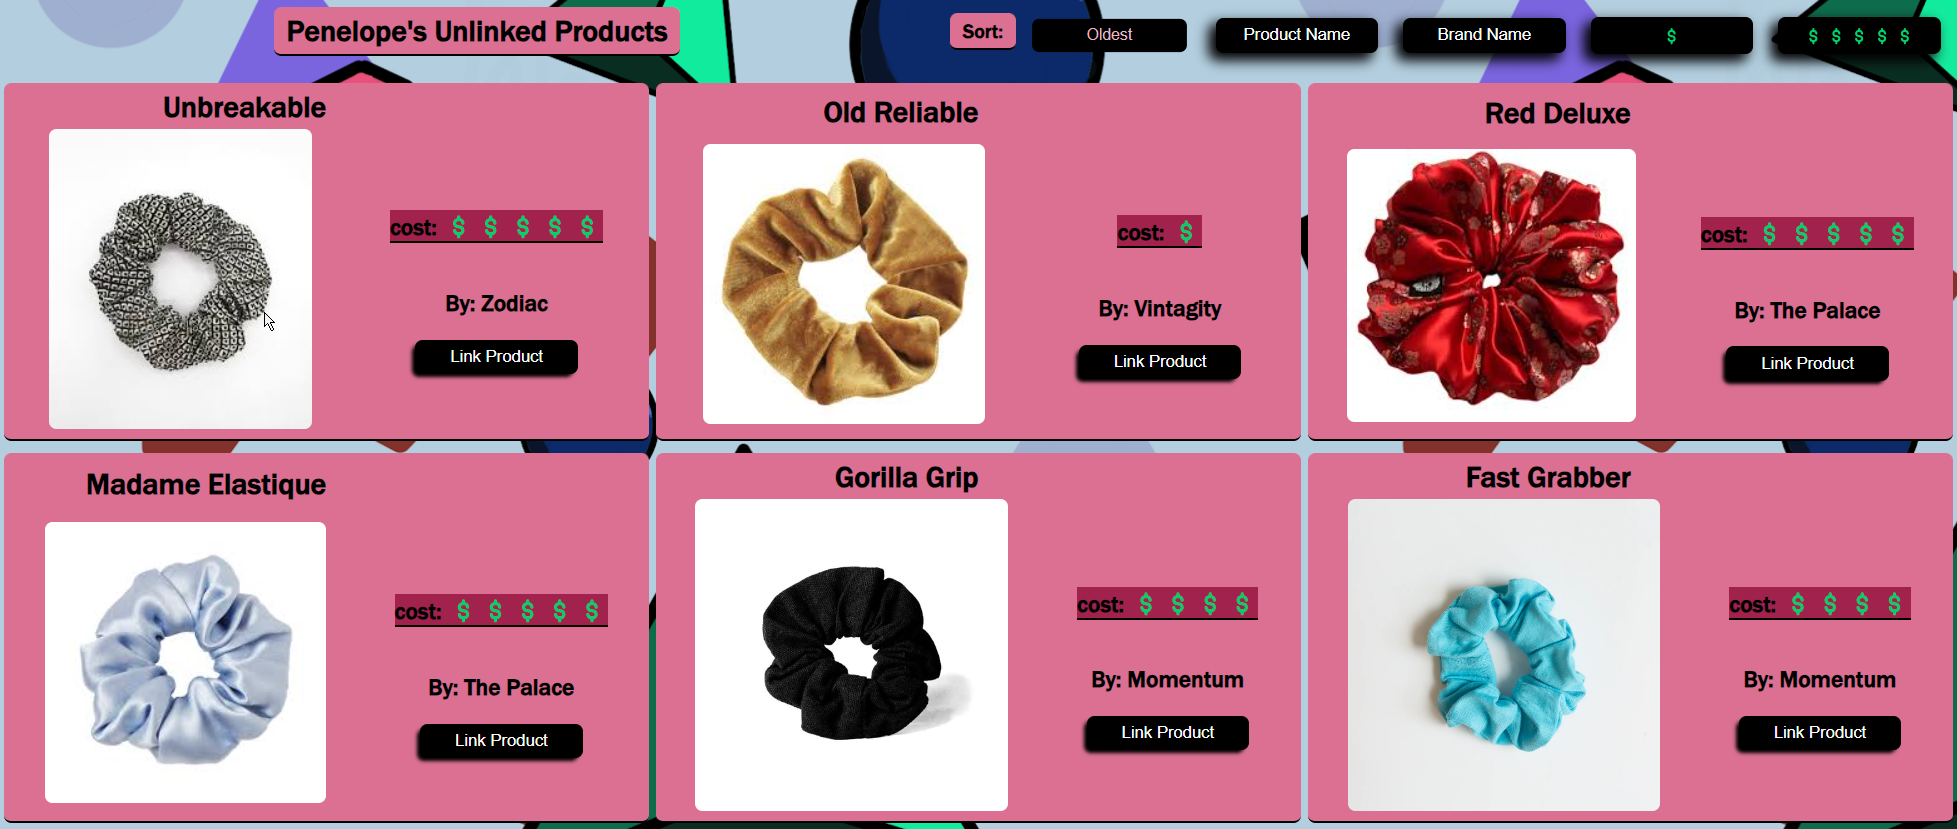 Penelope's Unlinked Products
Sort:
Oldest
Product Name
Brand Name
$
$ $ $ $ $
Unbreakable
cost: $ $ $ $ $
By: Zodiac
Link Product
Old Reliable
cost: $
By: Vintagity
Link Product
Red Deluxe
cost: $ $ $ $ $
By: The Palace
Link Product
Madame Elastique
cost: $ $ $ $ $
By: The Palace
Link Product
Gorilla Grip
cost: $ $ $ $
By: Momentum
Link Product
Fast Grabber
cost: $ $ $ $
By: Momentum
Link Product